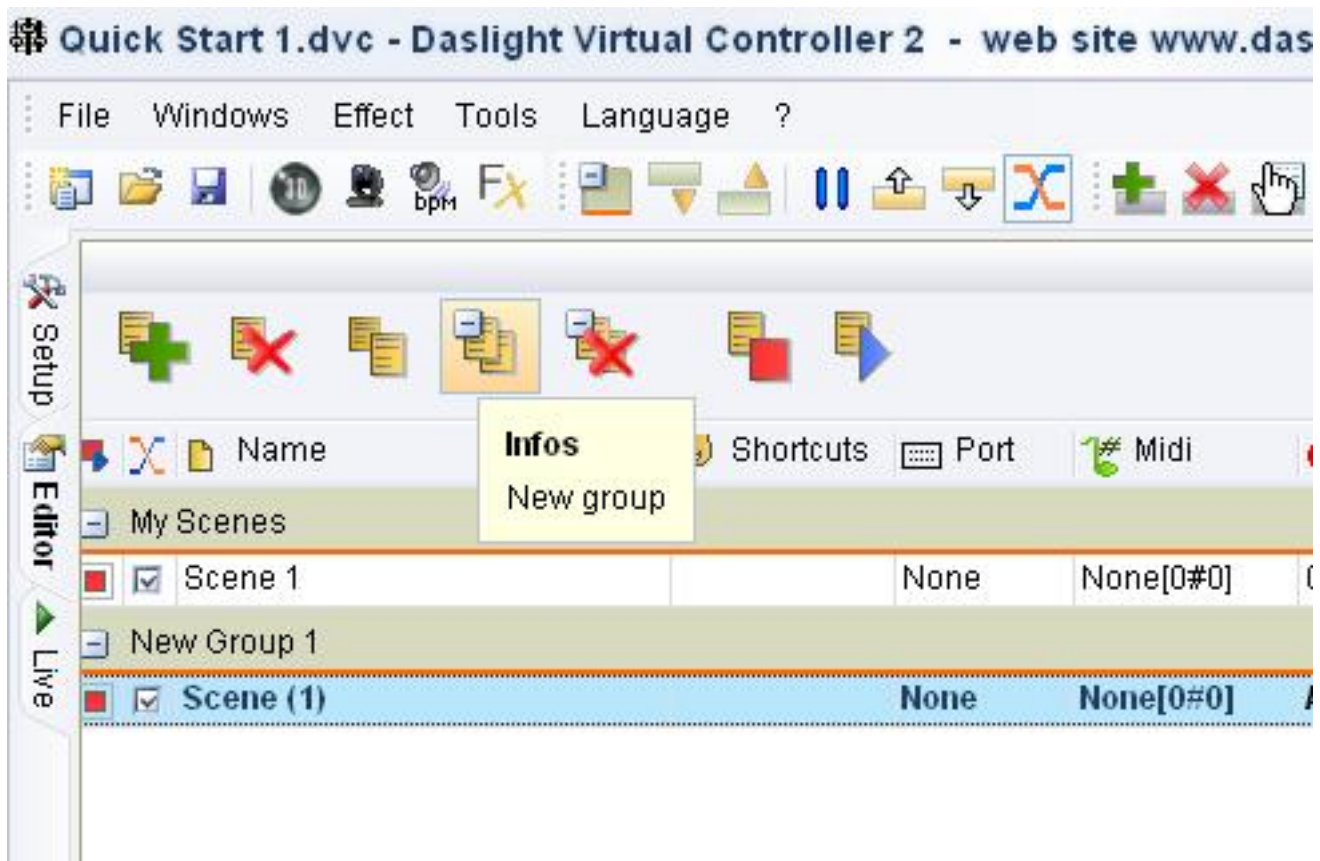 Quick Start 1.dvc - Daslight Virtual Controller 2 - web site www.das
File Windows Effect Tools Language ?
3D bpm Fx
Setup
Editor
Live
Name Shortcuts Port Midi
Infos
New group
My Scenes
Scene 1 None None[0#0]
New Group 1
Scene (1) None None[0#0]